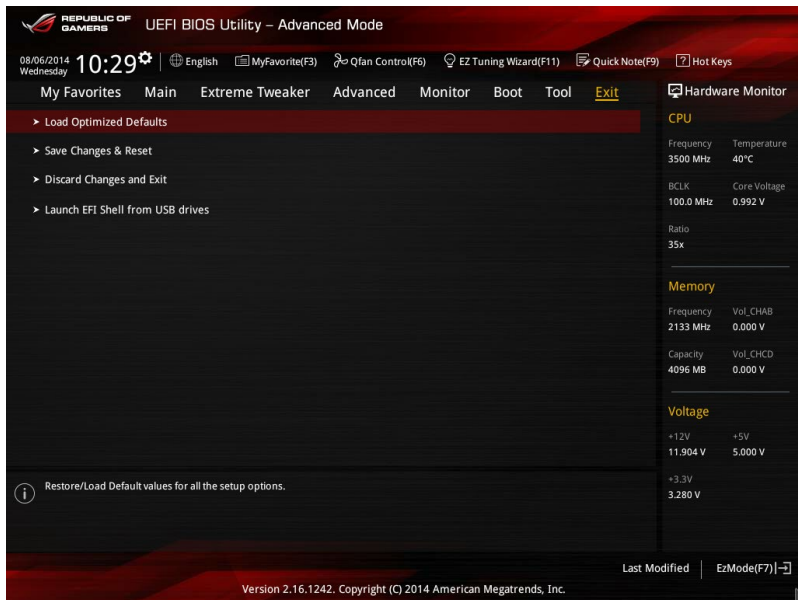 REPUBLIC OF
GAMERS
UEFI BIOS Utility – Advanced Mode
08/06/2014
Wednesday
10:29
English
MyFavorite(F3)
Qfan Control(F6)
EZ Tuning Wizard(F11)
Quick Note(F9)
? Hot Keys
My Favorites Main Extreme Tweaker Advanced Monitor Boot Tool Exit
Hardware Monitor
> Load Optimized Defaults
> Save Changes & Reset
> Discard Changes and Exit
> Launch EFI Shell from USB drives
CPU
Frequency Temperature
3500 MHz 40°C
BCLK Core Voltage
100.0 MHz 0.992 V
Ratio
35x
Memory
Frequency Vol_CHAB
2133 MHz 0.000 V
Capacity Vol_CHCD
4096 MB 0.000 V
Voltage
+12V +5V
11.904 V 5.000 V
+3.3V
3.280 V
i
Restore/Load Default values for all the setup options.
Last Modified
EzMode(F7)
Version 2.16.1242. Copyright (C) 2014 American Megatrends, Inc.